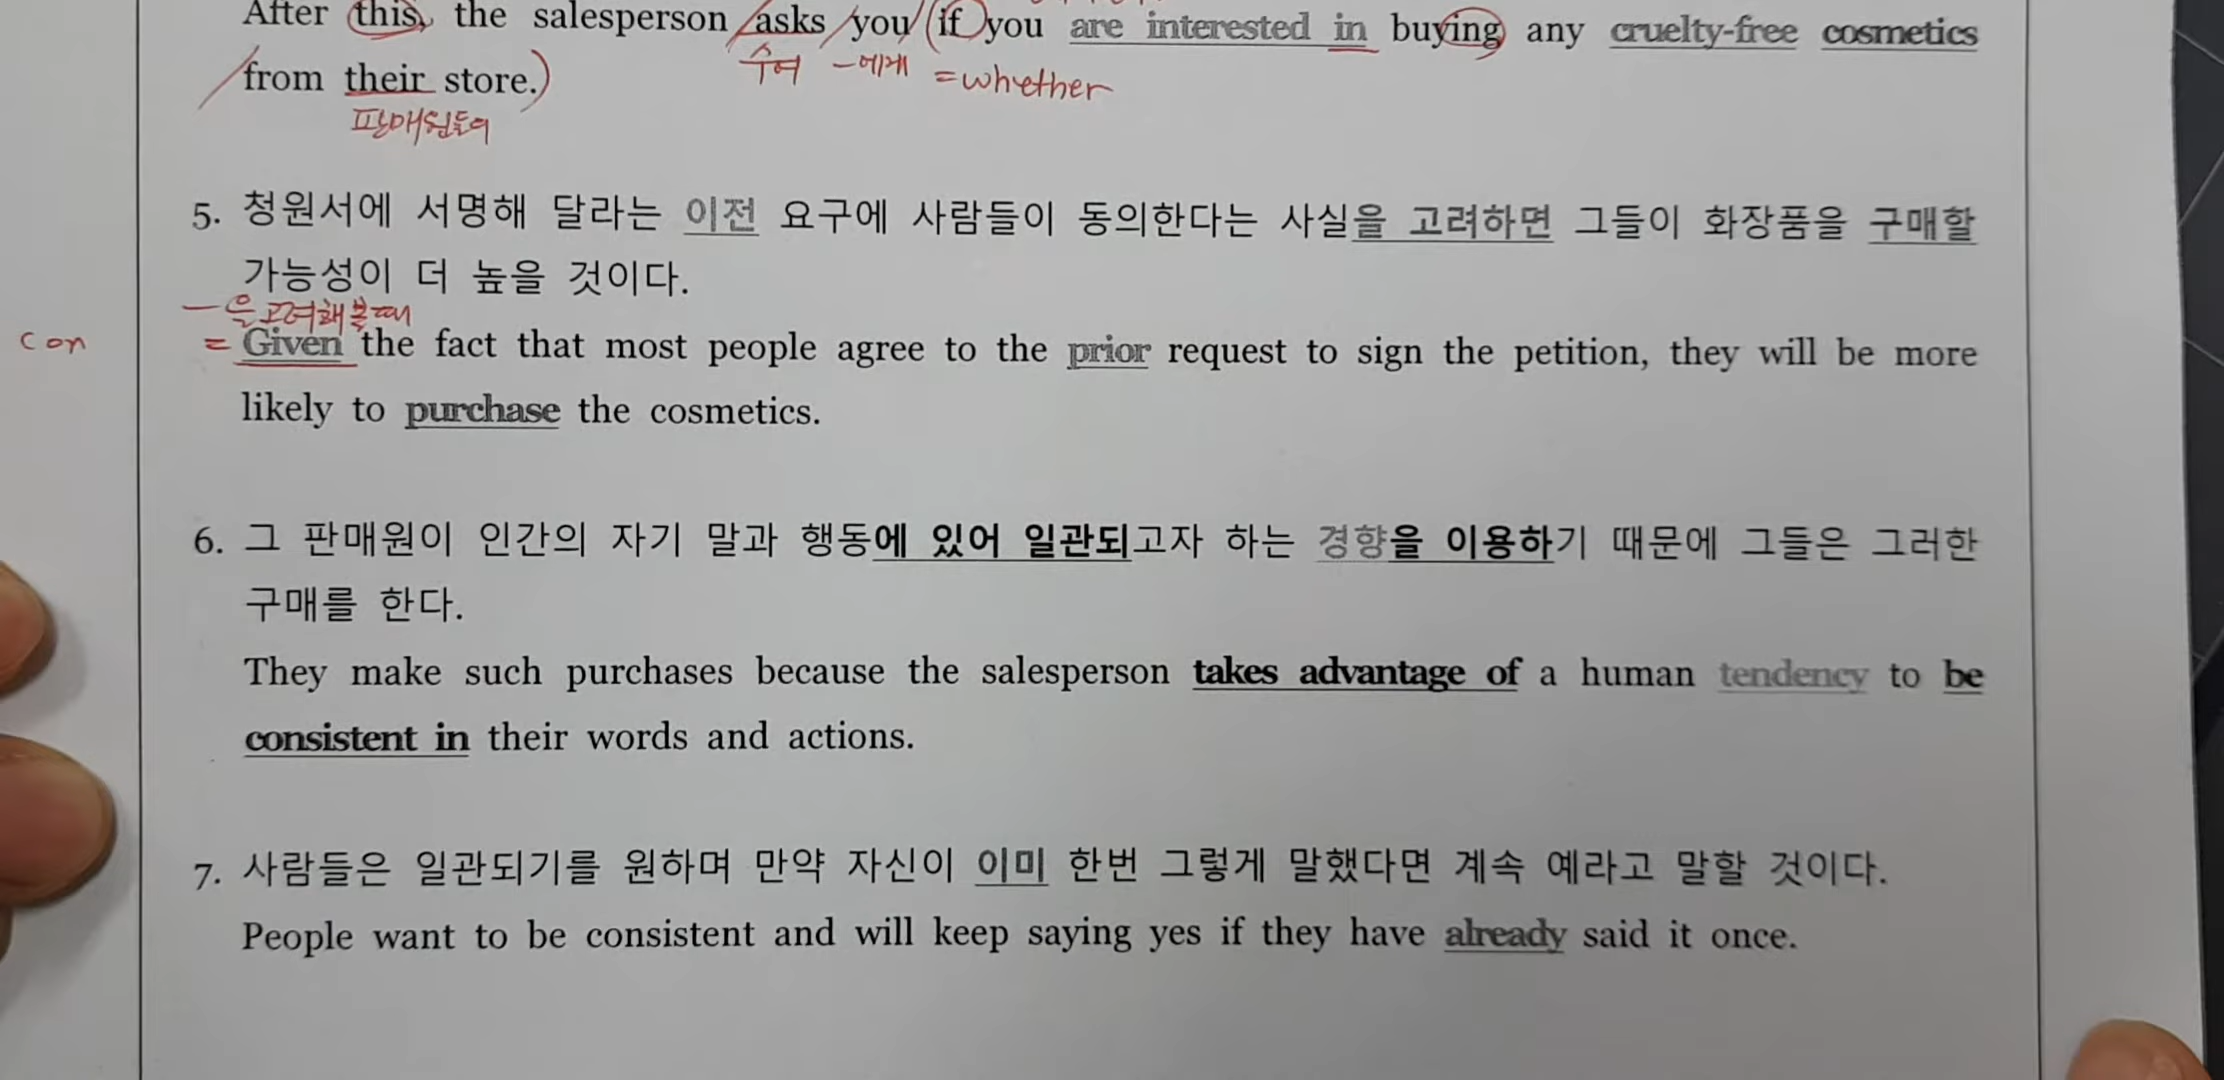 After this, the salesperson asks you if you are interested in buying any cruelty-free cosmetics
수여 -에게 =whether
from their store.
판매원들의
5. 청원서에 서명해 달라는 이전 요구에 사람들이 동의한다는 사실을 고려하면 그들이 화장품을 구매할
가능성이 더 높을 것이다.
-을 고려해볼때
con = Given the fact that most people agree to the prior request to sign the petition, they will be more
likely to purchase the cosmetics.
6. 그 판매원이 인간의 자기 말과 행동에 있어 일관되고자 하는 경향을 이용하기 때문에 그들은 그러한
구매를 한다.
They make such purchases because the salesperson takes advantage of a human tendency to be
consistent in their words and actions.
7. 사람들은 일관되기를 원하며 만약 자신이 이미 한번 그렇게 말했다면 계속 예라고 말할 것이다.
People want to be consistent and will keep saying yes if they have already said it once.